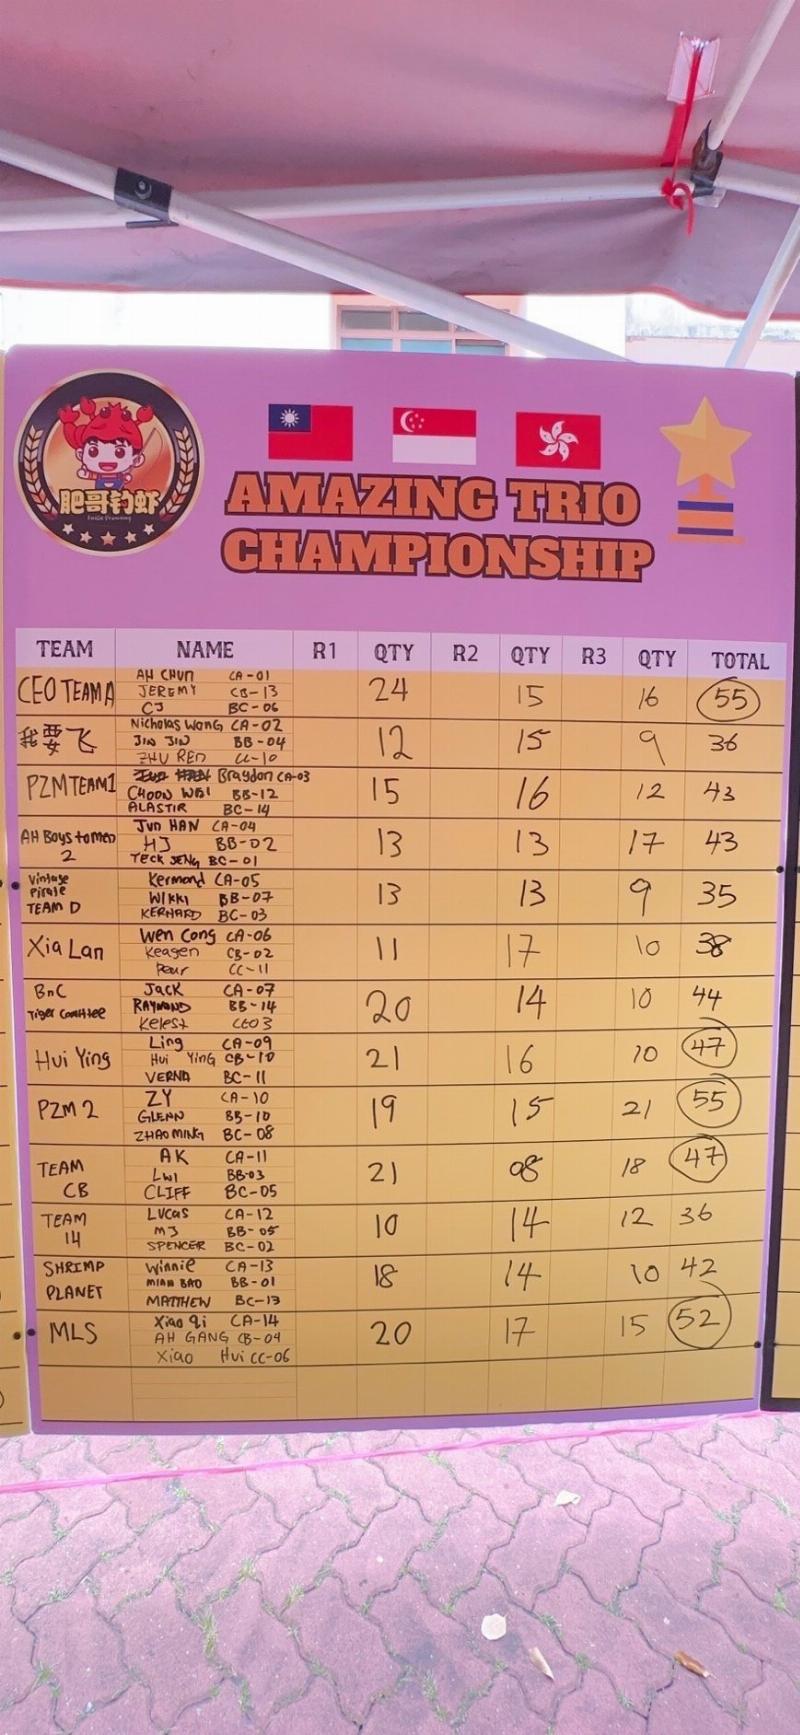 肥哥钓蝦
AMAZING TRIO
CHAMPIONSHIP
TEAM NAME R1 QTY R2 QTY R3 QTY TOTAL
CEO TEAM A 24 15 16 55
AH CHUN CA-01
JEREMY CB-13
CJ BC-06
我要飞 12 15 9 36
Nicholas Wong CA-02
JIN JIN BB-04
ZHU REN CC-10
PZM TEAM 1 15 16 12 43
Braydon CA-03
CHOON WEI BB-12
ALASTIR BC-14
AH Boys to Men 2 13 13 17 43
Jun HAN CA-04
HJ BB-02
TECK SENG BC-01
Vintage Pirate TEAM D 13 13 9 35
Kermond CA-05
Wikki BB-07
KERHARD BC-03
Xia Lan 11 17 10 38
Wen Cong CA-06
Keagen CB-02
Pour CC-11
BnC Tiger 20 14 10 44
Jack CA-07
RAYMOND BB-14
Kelest
Hui Ying 21 16 10 47
Ling CA-09
Hui YING CB-10
VERNA BC-11
PZM 2 19 15 21 55
ZY CA-10
GLENN BB-10
ZHAO MING BC-08
TEAM CB 21 08 18 47
AK CA-11
LWI BB-03
CLIFF BC-05
TEAM 14 10 14 12 36
Lucas CA-12
MJ BB-05
SPENCER BC-02
SHRIMP PLANET 18 14 10 42
Winnie CA-13
MIAN BAO BB-01
MATTHEW BC-13
MLS 20 17 15 52
Xiao Qi CA-14
AH GANG CB-04
Xiao Hui CC-06